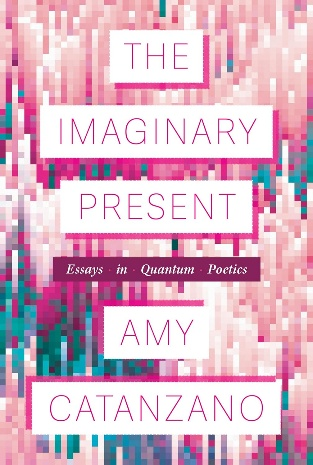 THE
IMAGINARY
PRESENT
Essays · in · Quantum · Poetics
AMY
CATANZANO